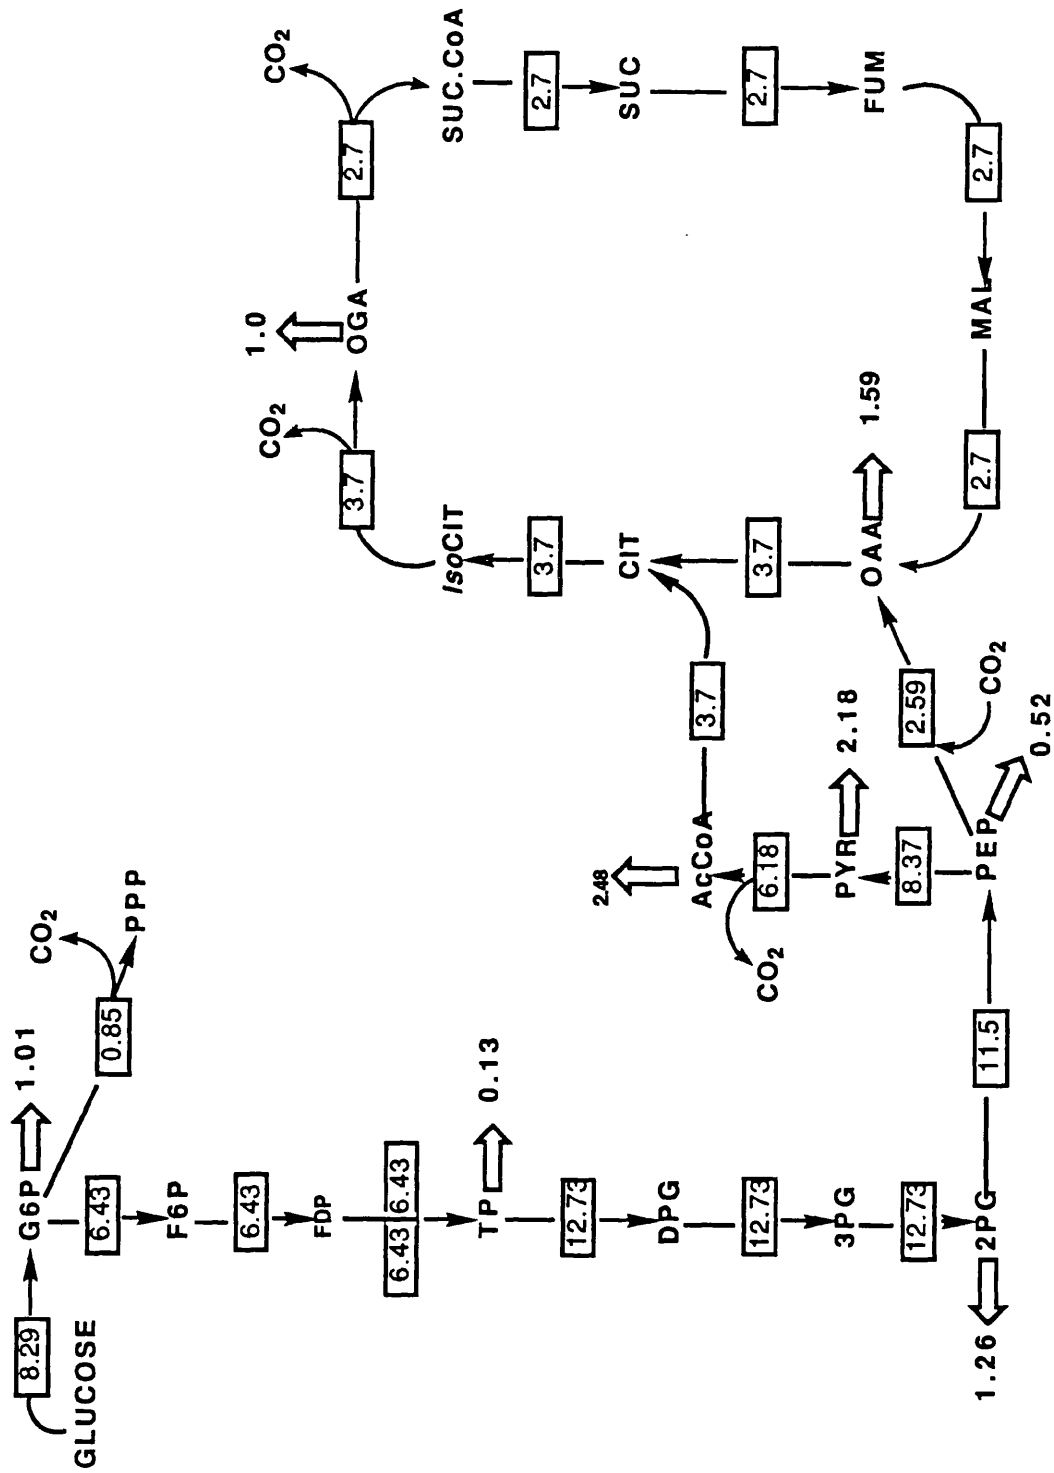 GLUCOSE
8.29
G6P
1.01
0.85
CO2
PPP
6.43
F6P
6.43
FDP
6.43 6.43
TP
0.13
12.73
DPG
12.73
3PG
12.73
2PG
1.26
11.5
PEP
0.52
8.37
PYR
2.18
6.18
CO2
AcCoA
2.48
3.7
2.59
CO2
OAA
1.59
3.7
CIT
3.7
IsoCIT
3.7
CO2
OGA
1.0
2.7
CO2
SUC.CoA
2.7
SUC
2.7
FUM
2.7
MAL
2.7